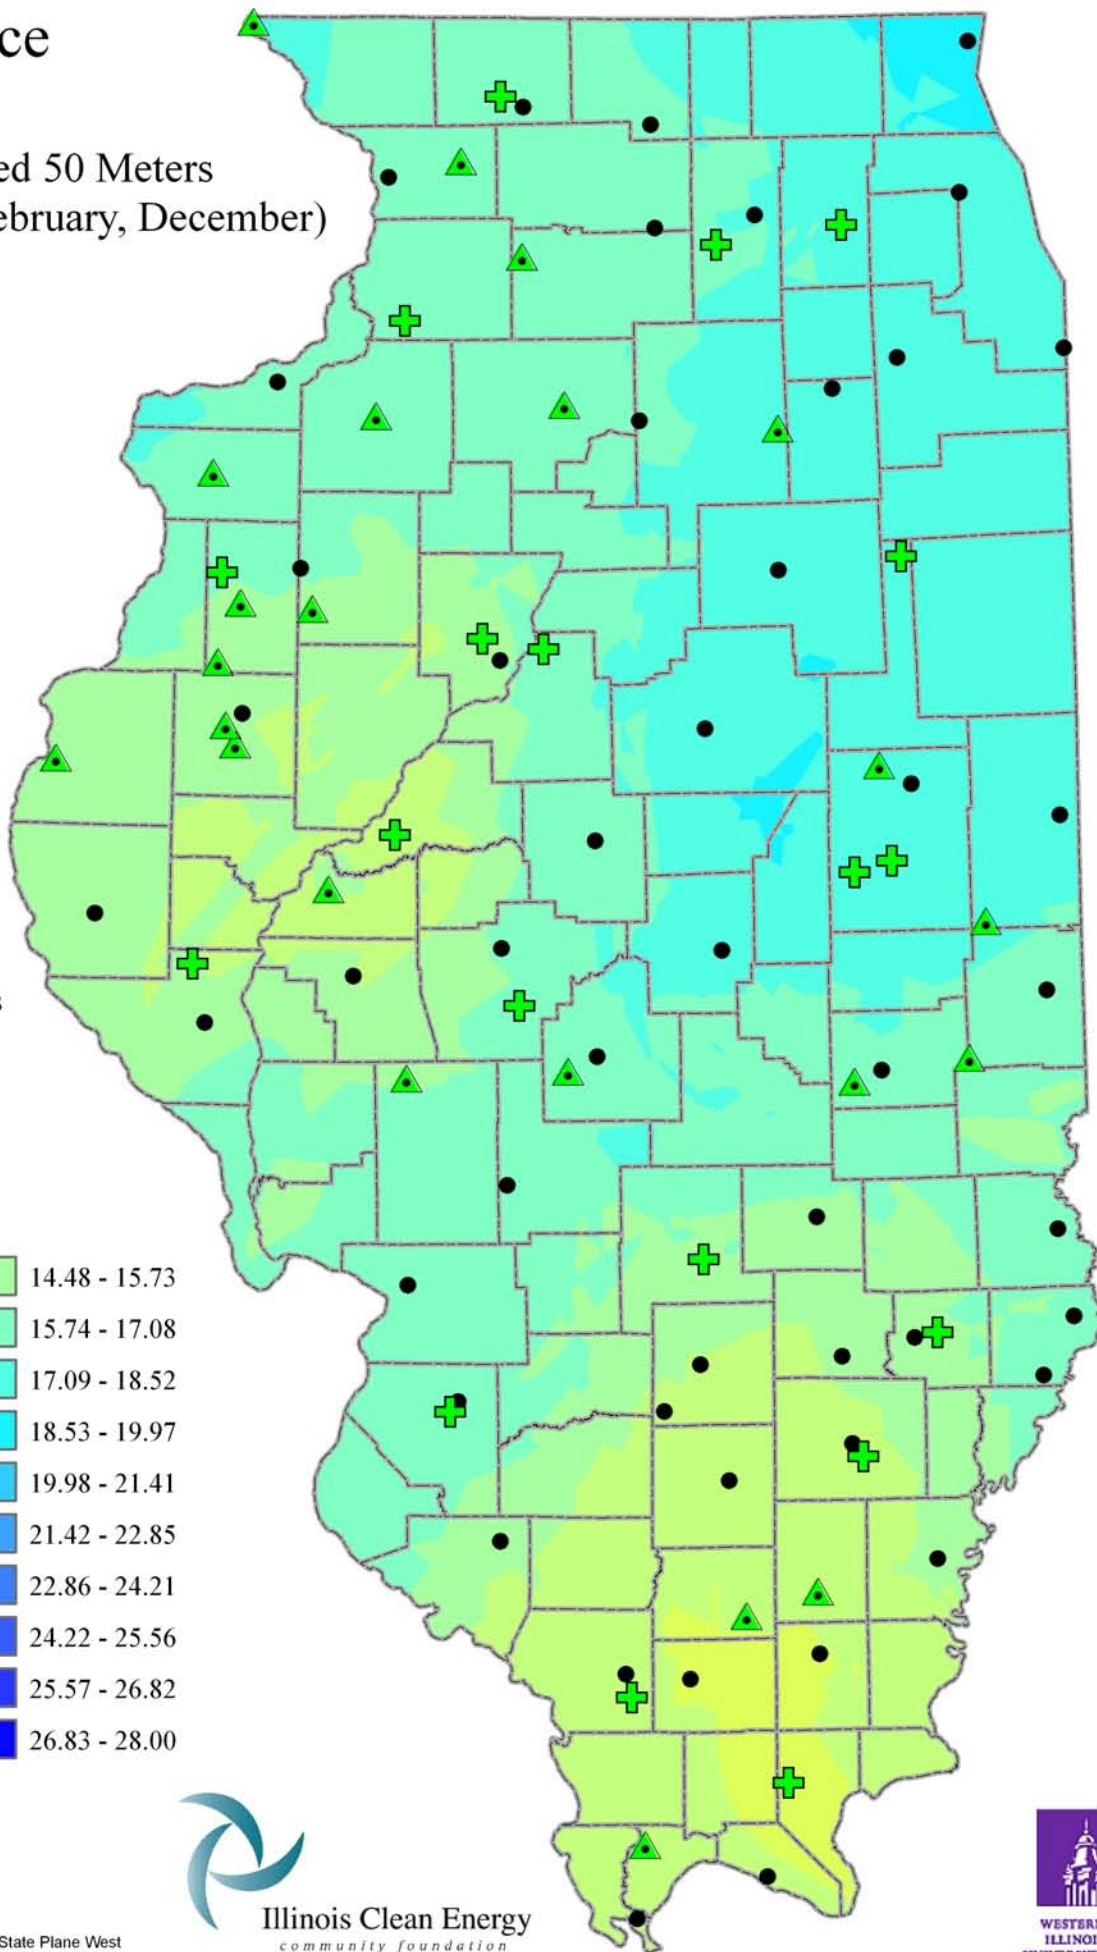 ce
ed 50 Meters
ebruary, December)
s
14.48 - 15.73
15.74 - 17.08
17.09 - 18.52
18.53 - 19.97
19.98 - 21.41
21.42 - 22.85
22.86 - 24.21
24.22 - 25.56
25.57 - 26.82
26.83 - 28.00
Illinois Clean Energy
community foundation
State Plane West
WESTERN
ILLINOI